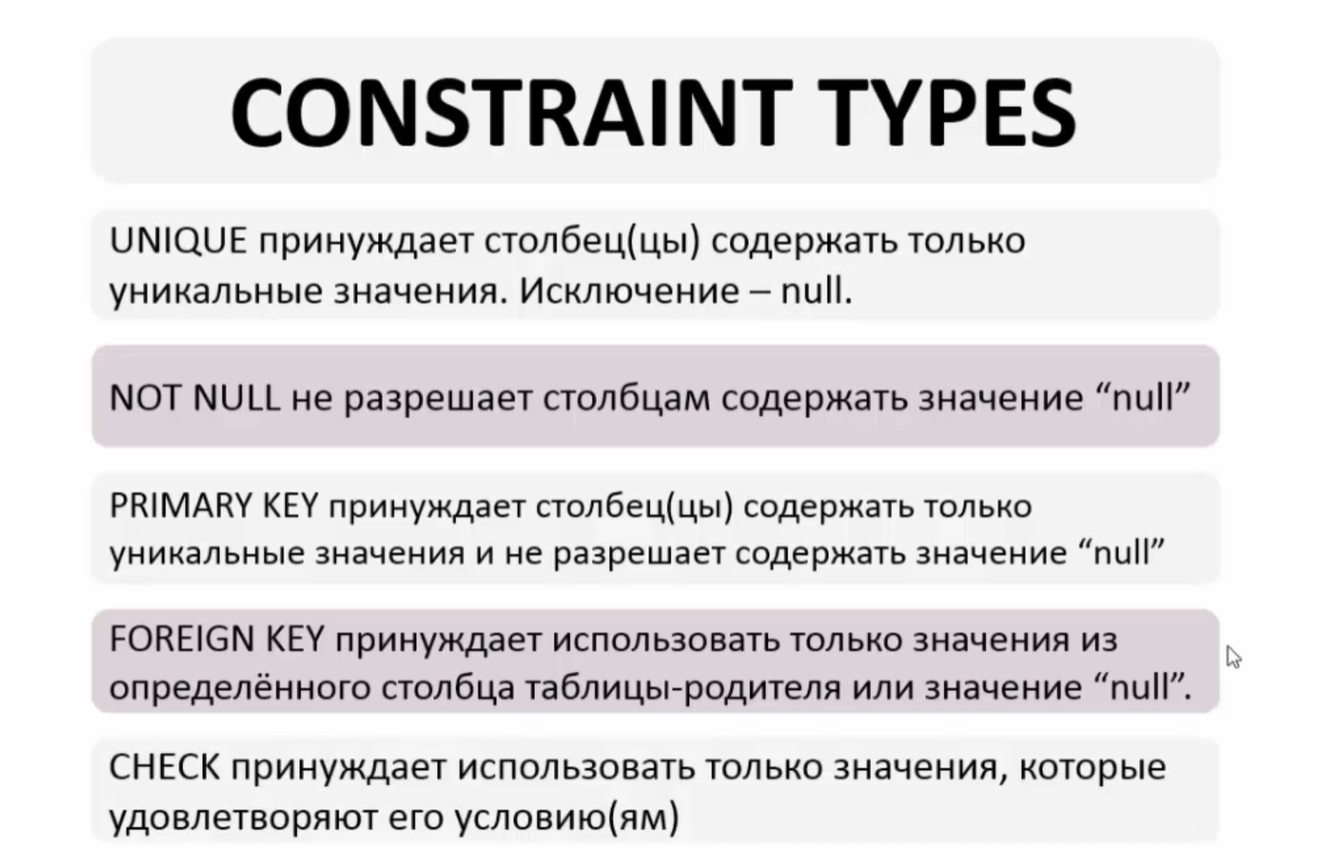 CONSTRAINT TYPES
UNIQUE принуждает столбец(цы) содержать только
уникальные значения. Исключение – null.
NOT NULL не разрешает столбцам содержать значение “null”
PRIMARY KEY принуждает столбец(цы) содержать только
уникальные значения и не разрешает содержать значение “null”
FOREIGN KEY принуждает использовать только значения из
определённого столбца таблицы-родителя или значение “null”.
CHECK принуждает использовать только значения, которые
удовлетворяют его условию(ям)